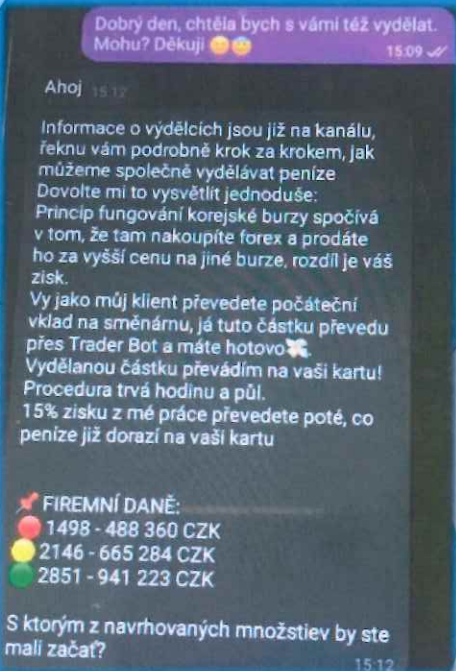 Dobrý den, chtěla bych s vámi též vydělat.
Mohu? Děkuji 😊😇
15:09
Ahoj 15:12
Informace o výdělcích jsou již na kanálu,
řeknu vám podrobně krok za krokem, jak
můžeme společně vydělávat peníze
Dovolte mi to vysvětlit jednoduše:
Princip fungování korejské burzy spočívá
v tom, že tam nakoupíte forex a prodáte
ho za vyšší cenu na jiné burze, rozdíl je váš
zisk.
Vy jako můj klient převedete počáteční
vklad na směnárnu, já tuto částku převedu
přes Trader Bot a máte hotovo
Vydělanou částku převádím na vaši kartu!
Procedura trvá hodinu a půl.
15% zisku z mé práce převedete poté, co
peníze již dorazí na vaši kartu
📌 FIREMNÍ DANĚ:
🔴 1498 - 488 360 CZK
🟡 2146 - 665 284 CZK
🟢 2851 - 941 223 CZK
S ktorým z navrhovaných množstiev by ste
mali začať?
15:12